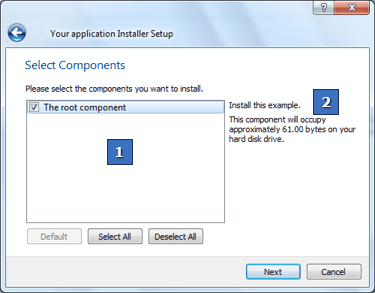 ? X
Your application Installer Setup
Select Components
Please select the components you want to install.
The root component
Install this example.
2
This component will occupy
approximately 61.00 bytes on your
hard disk drive.
1
Default Select All Deselect All
Next Cancel